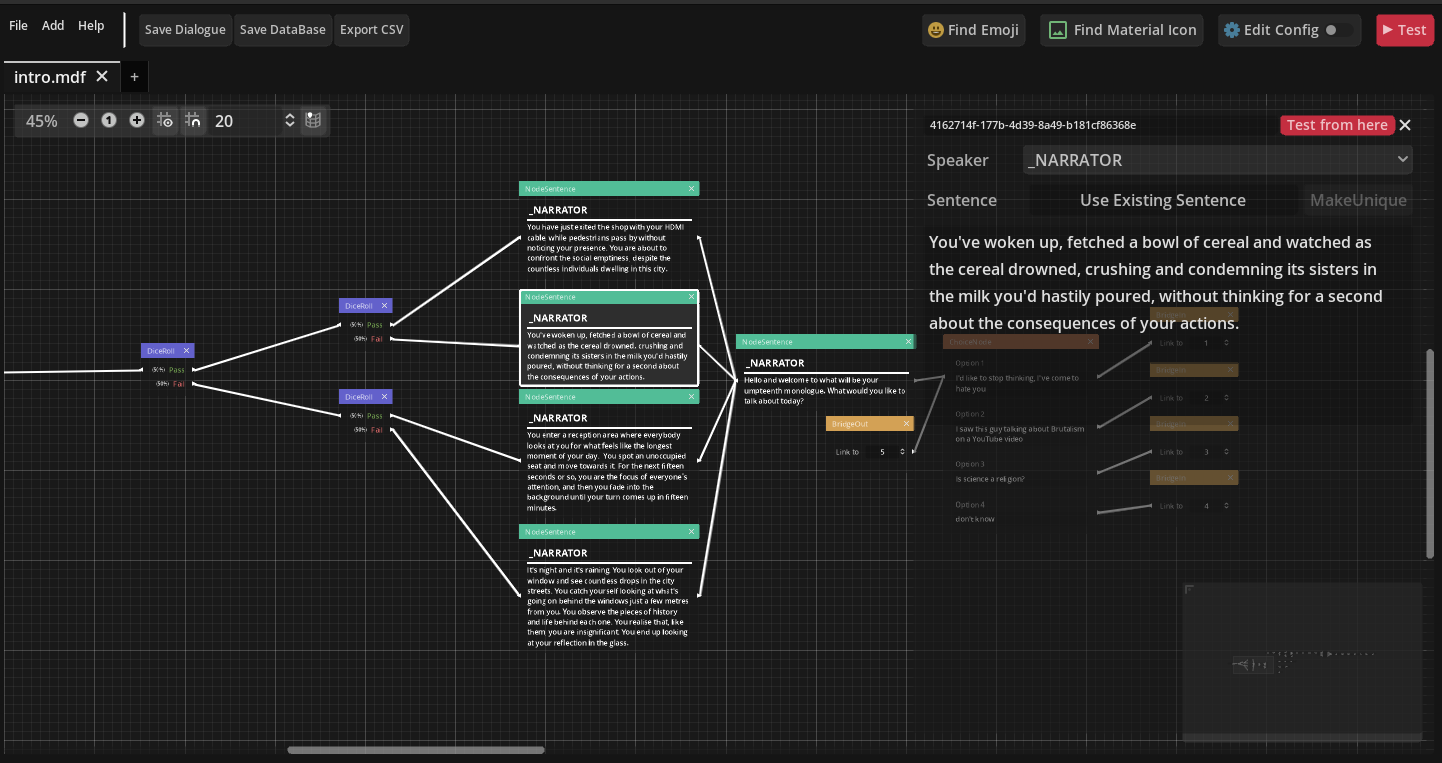 File Add Help Save Dialogue Save DataBase Export CSV Find Emoji Find Material Icon Edit Config Test
intro.mdf +
45% 1 20
4162714f-177b-4d39-8a49-b181cf86368e Test from here
Speaker _NARRATOR
Sentence Use Existing Sentence MakeUnique
You've woken up, fetched a bowl of cereal and watched as
the cereal drowned, crushing and condemning its sisters in
the milk you'd hastily poured, without thinking for a second
about the consequences of your actions.
DiceRoll
(50%) Pass
(50%) Fail
DiceRoll
(50%) Pass
(50%) Fail
DiceRoll
(50%) Pass
(50%) Fail
NodeSentence
_NARRATOR
You have just exited the shop with your HDMI
cable, while pedestrians pass by without
noticing your presence. You are about to
confront the social emptiness despite the
countless individuals dwelling in this city.
NodeSentence
_NARRATOR
You've woken up, fetched a bowl of cereal and
watched as the cereal drowned, crushing and
condemning its sisters in the milk you'd hastily
poured, without thinking for a second about
the consequences of your actions.
NodeSentence
_NARRATOR
You enter a reception area where everybody
looks at you for what feels like the longest
moment of your day. You spot an unoccupied
seat and move towards it. For the next fifteen
seconds or so, you are the focus of everyone's
attention, and then you fade into the
background until your turn comes up in fifteen
minutes.
NodeSentence
_NARRATOR
It's night and it's raining. You look out of your
window and see countless drops in the city
streets. You catch yourself looking at what's
going on behind the windows just a few metres
from you. You observe the pieces of history
and life behind each one. You realise that, like
them, you are insignificant. You end up looking
at your reflection in the glass.
NodeSentence
_NARRATOR
Hello and welcome to what will be your
umpteenth monologue. What would you like to
talk about today?
BridgeOut
Link to 5
ChoiceNode
Option 1
I'd like to stop thinking, I've come to
hate you
Option 2
I saw this guy talking about Brutalism
on a YouTube video
Option 3
Is science a religion?
Option 4
don't know
BridgeIn
Link to 1
BridgeIn
Link to 2
BridgeIn
Link to 3
BridgeIn
Link to 4